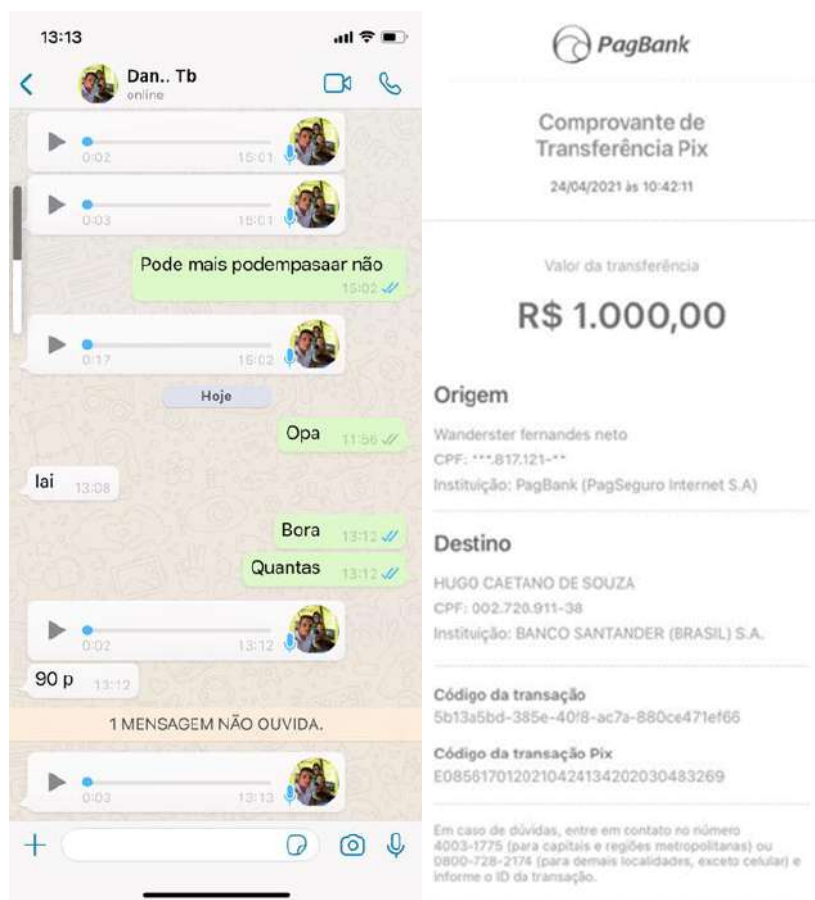 13:13
Dan.. Tb
online
0:02 15:01
0:03 15:01
Pode mais podempasaar não
15:02
0:17 15:02
Hoje
Opa 11:56
Iai 13:08
Bora 13:12
Quantas 13:12
0:02 13:12
90 p 13:12
1 MENSAGEM NÃO OUVIDA.
0:03 13:13
PagBank
Comprovante de
Transferência Pix
24/04/2021 às 10:42:11
Valor da transferência
R$ 1.000,00
Origem
Wanderster fernandes neto
CPF: ***.817.121-**
Instituição: PagBank (PagSeguro Internet S.A)
Destino
HUGO CAETANO DE SOUZA
CPF: 002.720.911-38
Instituição: BANCO SANTANDER (BRASIL) S.A.
Código da transação
5b13a5bd-385e-40f8-ac7a-880ce471ef66
Código da transação Pix
E0856170120210424134202030483269
Em caso de dúvidas, entre em contato no número
4003-1775 (para capitais e regiões metropolitanas) ou
0800-728-2174 (para demais localidades, exceto celular) e
informe o ID da transação.